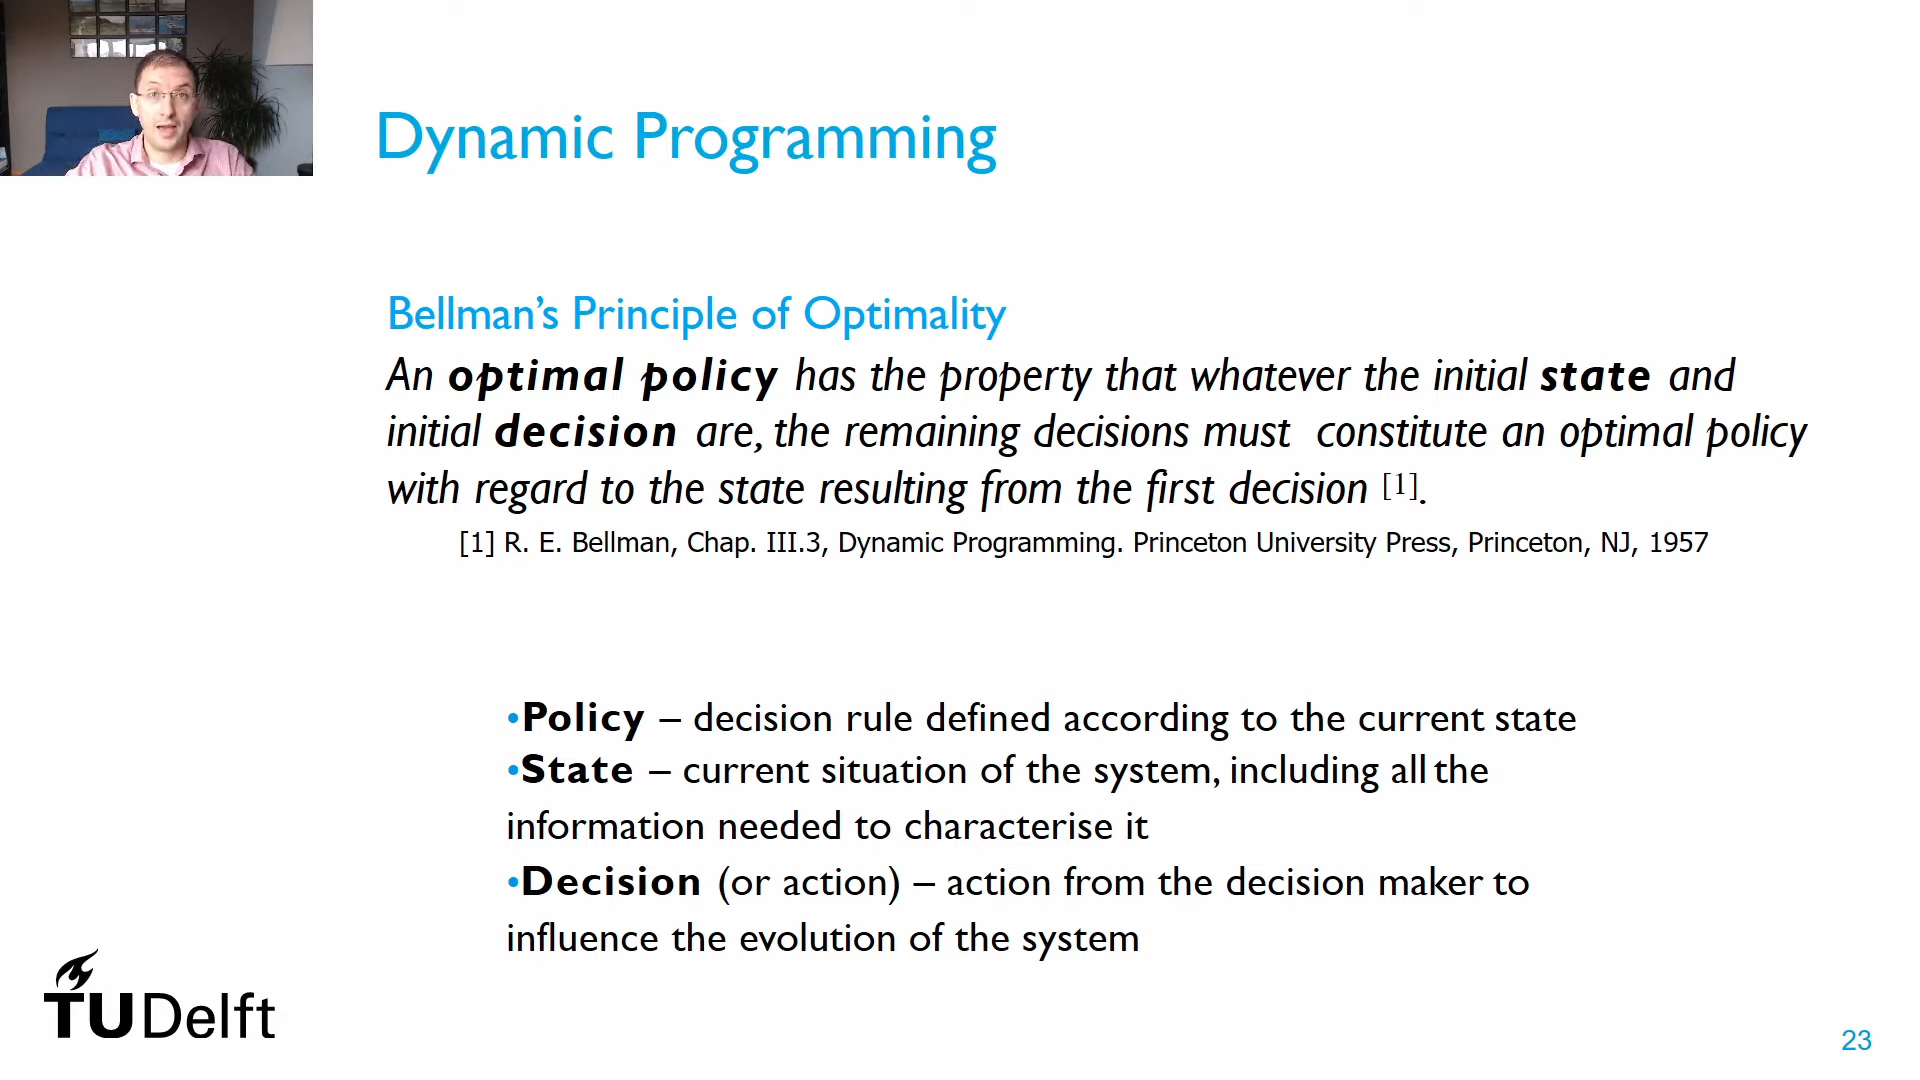 Dynamic Programming
Bellman’s Principle of Optimality
An optimal policy has the property that whatever the initial state and
initial decision are, the remaining decisions must constitute an optimal policy
with regard to the state resulting from the first decision [1].
[1] R. E. Bellman, Chap. III.3, Dynamic Programming. Princeton University Press, Princeton, NJ, 1957
•Policy – decision rule defined according to the current state
•State – current situation of the system, including all the
information needed to characterise it
•Decision (or action) – action from the decision maker to
influence the evolution of the system
TUDelft
23